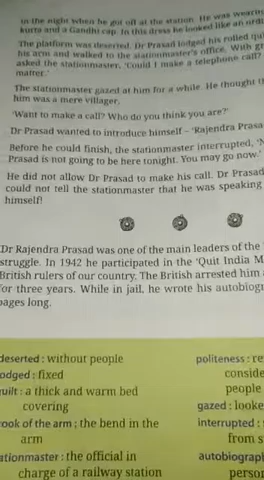 in the night when he got off at the station. He was wearing
kurta and a Gandhi cap. In this dress he looked like an
The platform was deserted. Dr Prasad lodged his rolled
his arm and walked to the stationmaster's office. With
asked the stationmaster, 'Could I make a telephone call?
matter.'
The stationmaster gazed at him for a while. He thought
him was a mere villager.
'Want to make a call? Who do you think you are?'
Dr Prasad wanted to introduce himself – 'Rajendra Prasa
Before he could finish, the stationmaster interrupted,
Prasad is not going to be here tonight. You may go now.'
He did not allow Dr Prasad to make his call. Dr Prasad
could not tell the stationmaster that he was speaking
himself!
Dr Rajendra Prasad was one of the main leaders of the
struggle. In 1942 he participated in the 'Quit India M
British rulers of our country. The British arrested him
for three years. While in jail, he wrote his autobiogr
pages long.
deserted : without people
odged : fixed
uilt : a thick and warm bed
covering
ook of the arm : the bend in the
arm
ationmaster : the official in
charge of a railway station
politeness : re
conside
people
gazed : looke
interrupted :
from s
autobiograph
person